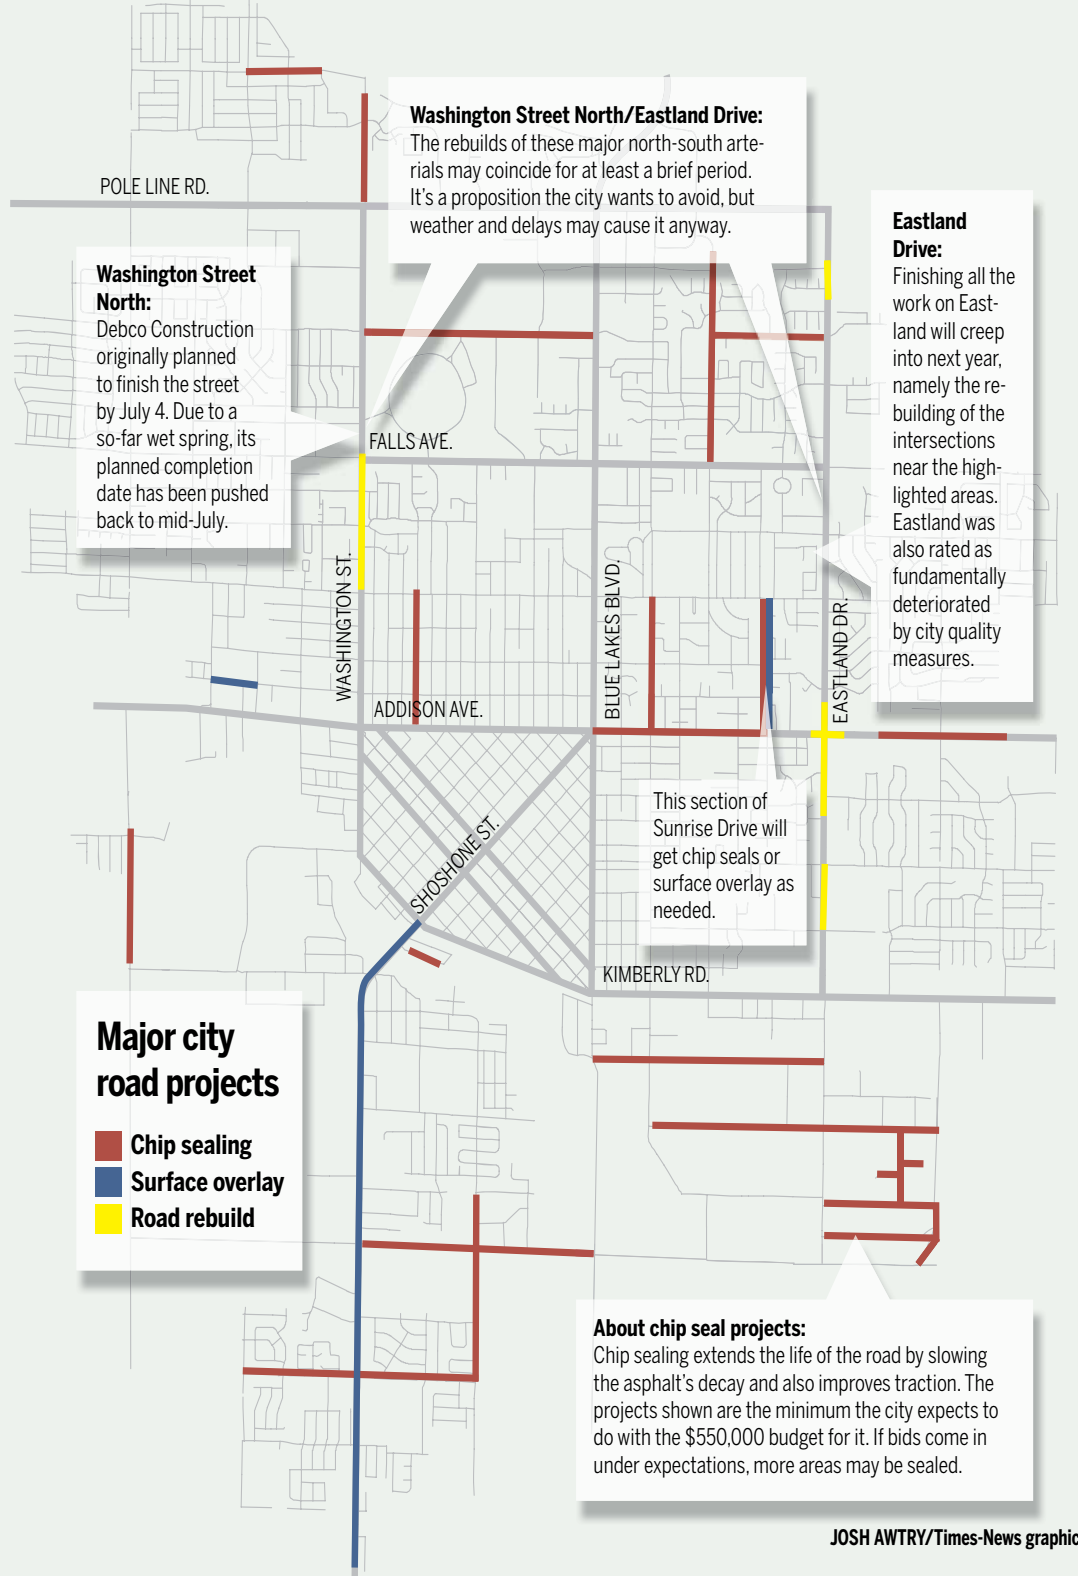 Washington Street North/Eastland Drive:
The rebuilds of these major north-south arte-
rials may coincide for at least a brief period.
It's a proposition the city wants to avoid, but
weather and delays may cause it anyway.
POLE LINE RD.
Eastland
Drive:
Finishing all the
work on East-
land will creep
into next year,
namely the re-
building of the
intersections
near the high-
lighted areas.
Eastland was
also rated as
fundamentally
deteriorated
by city quality
measures.
Washington Street
North:
Debco Construction
originally planned
to finish the street
by July 4. Due to a
so-far wet spring, its
planned completion
date has been pushed
back to mid-July.
FALLS AVE.
WASHINGTON ST.
BLUE LAKES BLVD.
EASTLAND DR.
ADDISON AVE.
SHOSHONE ST.
This section of
Sunrise Drive will
get chip seals or
surface overlay as
needed.
KIMBERLY RD.
Major city
road projects
Chip sealing
Surface overlay
Road rebuild
About chip seal projects:
Chip sealing extends the life of the road by slowing
the asphalt's decay and also improves traction. The
projects shown are the minimum the city expects to
do with the $550,000 budget for it. If bids come in
under expectations, more areas may be sealed.
JOSH AWTRY/Times-News graphic